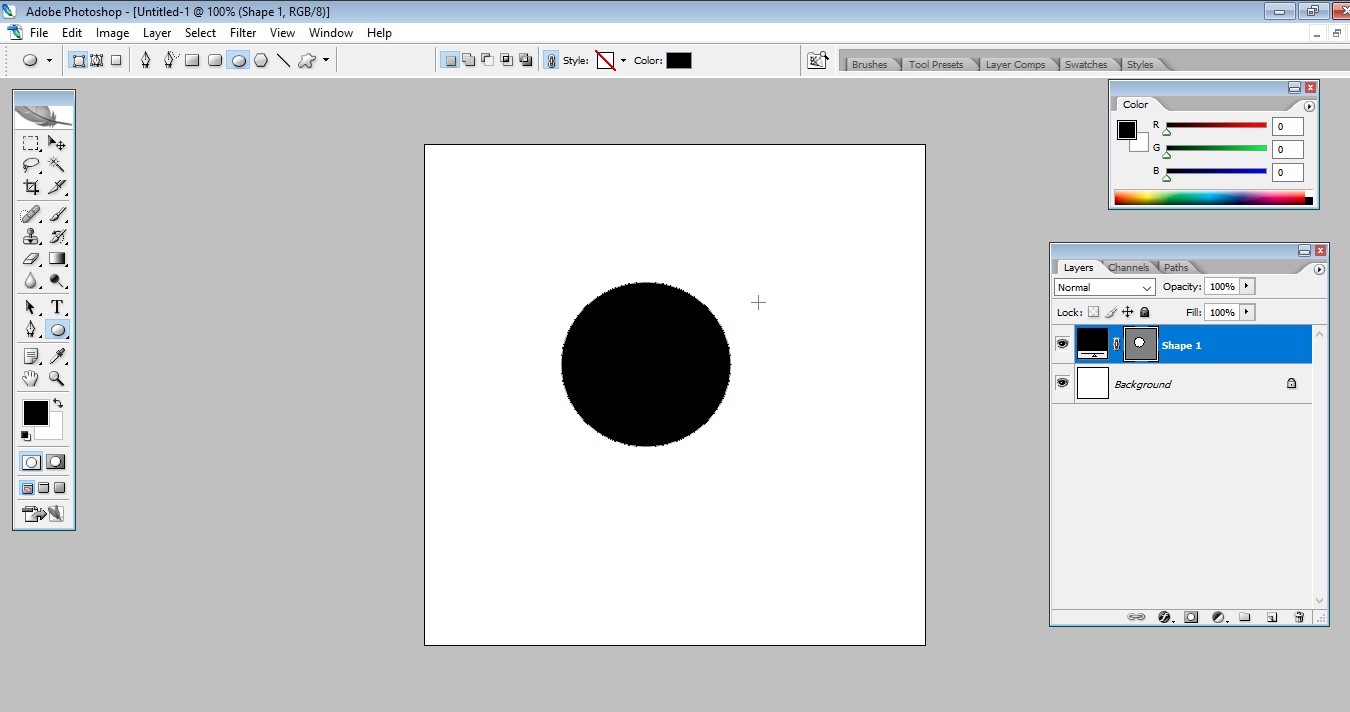 Adobe Photoshop - [Untitled-1 @ 100% (Shape 1, RGB/8)]
File Edit Image Layer Select Filter View Window Help
Style: Color: Brushes Tool Presets Layer Comps Swatches Styles
Color
R 0
G 0
B 0
Layers Channels Paths
Normal Opacity: 100%
Lock: Fill: 100%
Shape 1
Background
T